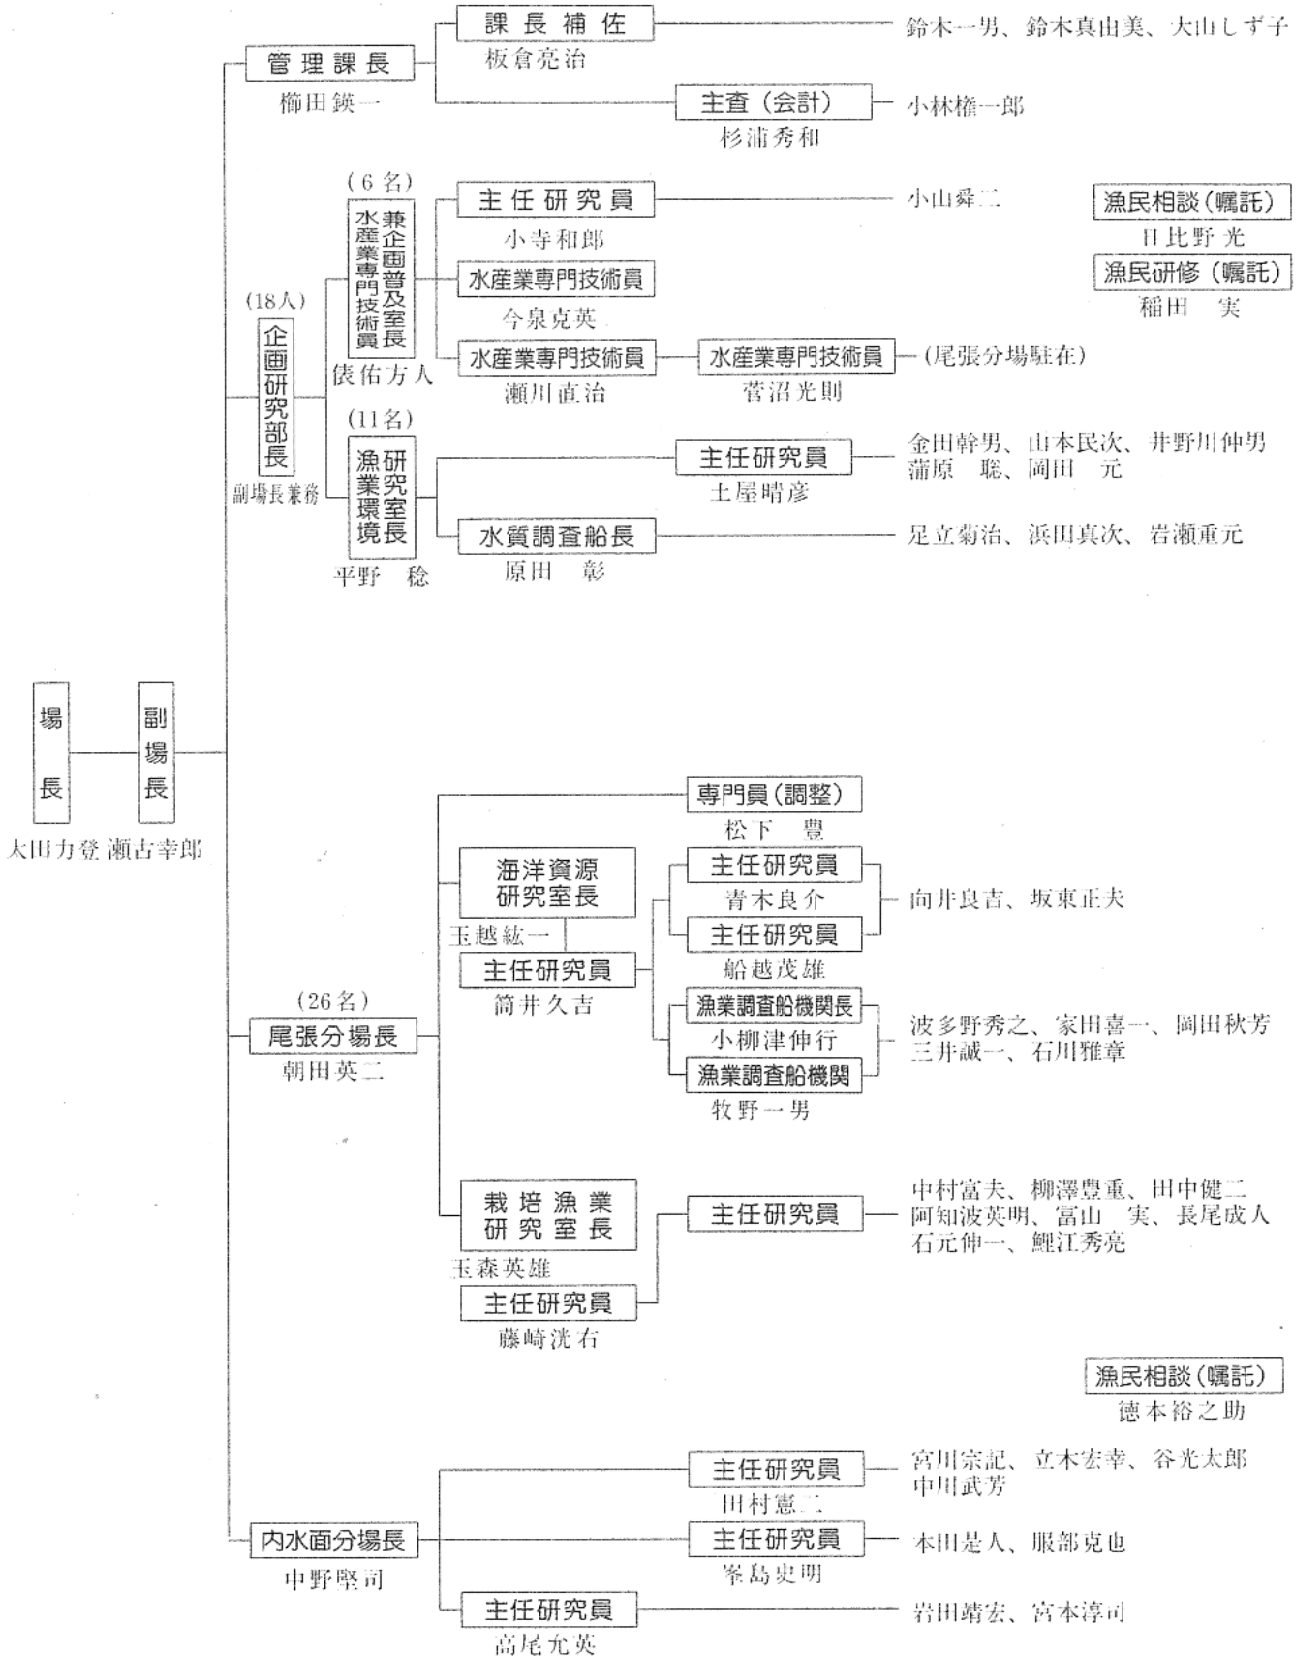 課長補佐
鈴木一男、鈴木真由美、大山しず子
板倉亮治
管理課長
櫛田鍈一
主査（会計）
小林権一郎
杉浦秀和
(6名)
水産業専門技術員
兼企画普及室長
俵佑方人
主任研究員
小山舜二
小寺和郎
水産業専門技術員
今泉克英
水産業専門技術員
瀬川直治
水産業専門技術員
(尾張分場駐在)
菅沼光則
漁民相談(嘱託)
日比野光
漁民研修(嘱託)
稲田　実
(18人)
企画研究部長
副場長兼務
(11名)
漁業環境
研究室長
平野　稔
主任研究員
土屋晴彦
金田幹男、山本民次、井野川仲男
蒲原　聡、岡田　元
水質調査船長
原田　彰
足立菊治、浜田真次、岩瀬重元
場長
太田力登
副場長
瀬古幸郎
専門員(調整)
松下　豊
海洋資源
研究室長
玉越紘一
主任研究員
筒井久吉
主任研究員
青木良介
向井良吉、坂東正夫
主任研究員
船越茂雄
漁業調査船機関長
小柳津伸行
波多野秀之、家田喜一、岡田秋芳
三井誠一、石川雅章
漁業調査船機関
牧野一男
(26名)
尾張分場長
朝田英二
栽培漁業
研究室長
玉森英雄
主任研究員
藤崎洸右
主任研究員
中村富夫、柳澤豊重、田中健二
阿知波英明、冨山　実、長尾成人
石元伸一、鯉江秀亮
漁民相談(嘱託)
徳本裕之助
内水面分場長
中野堅司
主任研究員
田村憲二
宮川宗記、立木宏幸、谷光太郎
中川武芳
主任研究員
峯島史明
本田是人、服部克也
主任研究員
高尾允英
岩田靖宏、宮本淳司